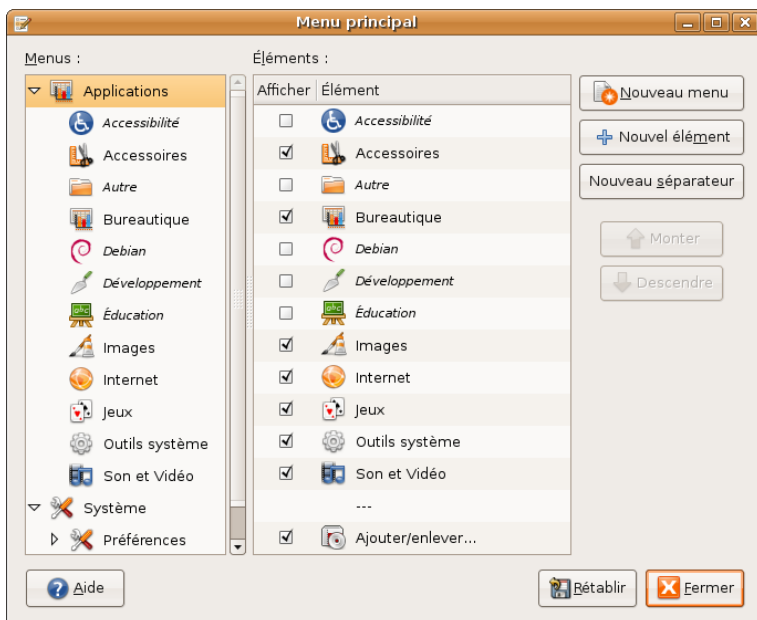 Menu principal
Menus :
Applications
Accessibilité
Accessoires
Autre
Bureautique
Debian
Développement
Éducation
Images
Internet
Jeux
Outils système
Son et Vidéo
Système
Préférences
Éléments :
Afficher Élément
Accessibilité
Accessoires
Autre
Bureautique
Debian
Développement
Éducation
Images
Internet
Jeux
Outils système
Son et Vidéo
---
Ajouter/enlever...
Nouveau menu
Nouvel élément
Nouveau séparateur
Monter
Descendre
Aide
Rétablir
Fermer